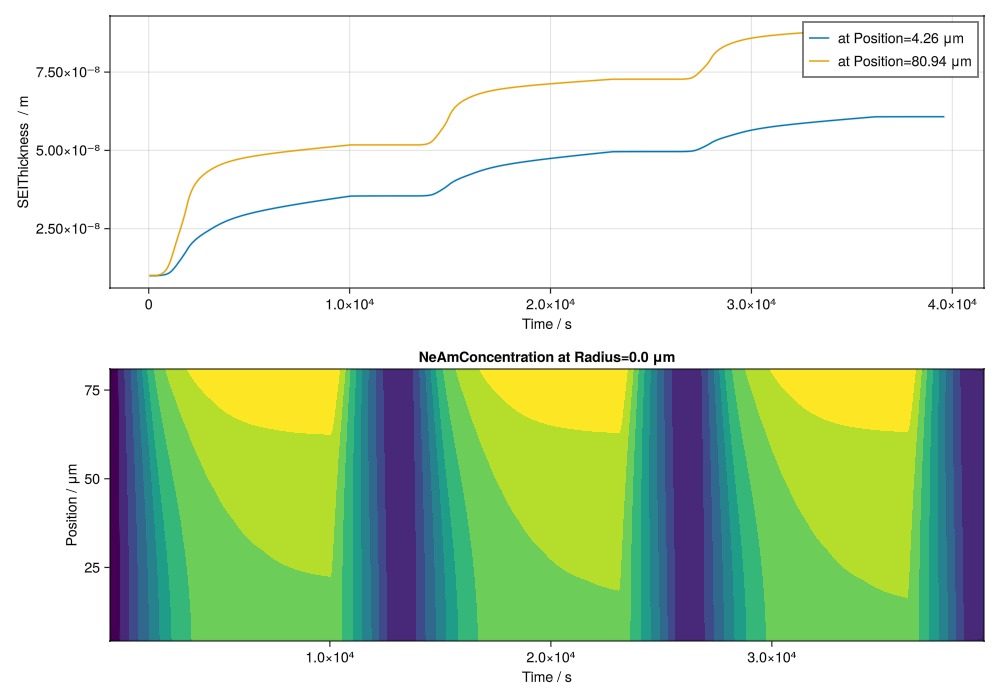 at Position=4.26 µm
at Position=80.94 µm
7.50×10⁻⁸
5.00×10⁻⁸
2.50×10⁻⁸
SEIThickness / m
0
1.0×10⁴
2.0×10⁴
3.0×10⁴
4.0×10⁴
Time / s
NeAmConcentration at Radius=0.0 µm
75
50
25
Position / µm
1.0×10⁴
2.0×10⁴
3.0×10⁴
Time / s